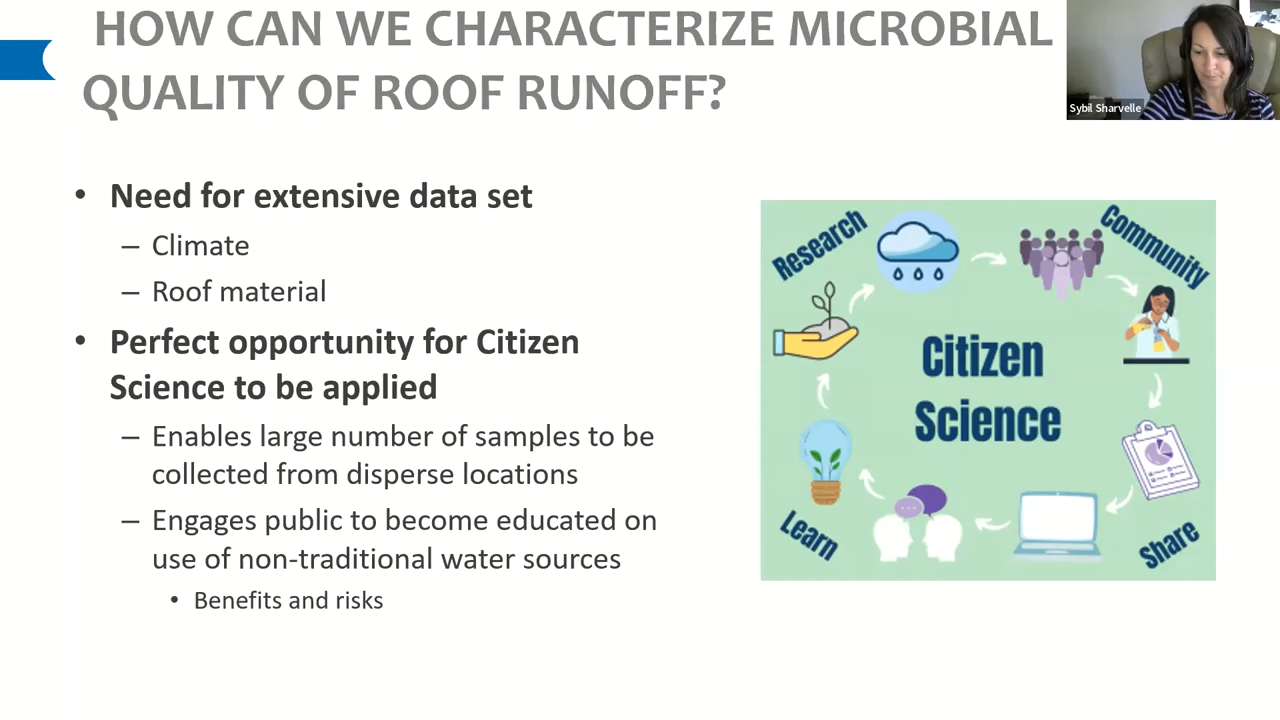 HOW CAN WE CHARACTERIZE MICROBIAL
QUALITY OF ROOF RUNOFF?
Sybil Sharvelle
• Need for extensive data set
– Climate
– Roof material
• Perfect opportunity for Citizen
Science to be applied
– Enables large number of samples to be
collected from disperse locations
– Engages public to become educated on
use of non-traditional water sources
• Benefits and risks
Research
Community
Citizen
Science
Learn
Share